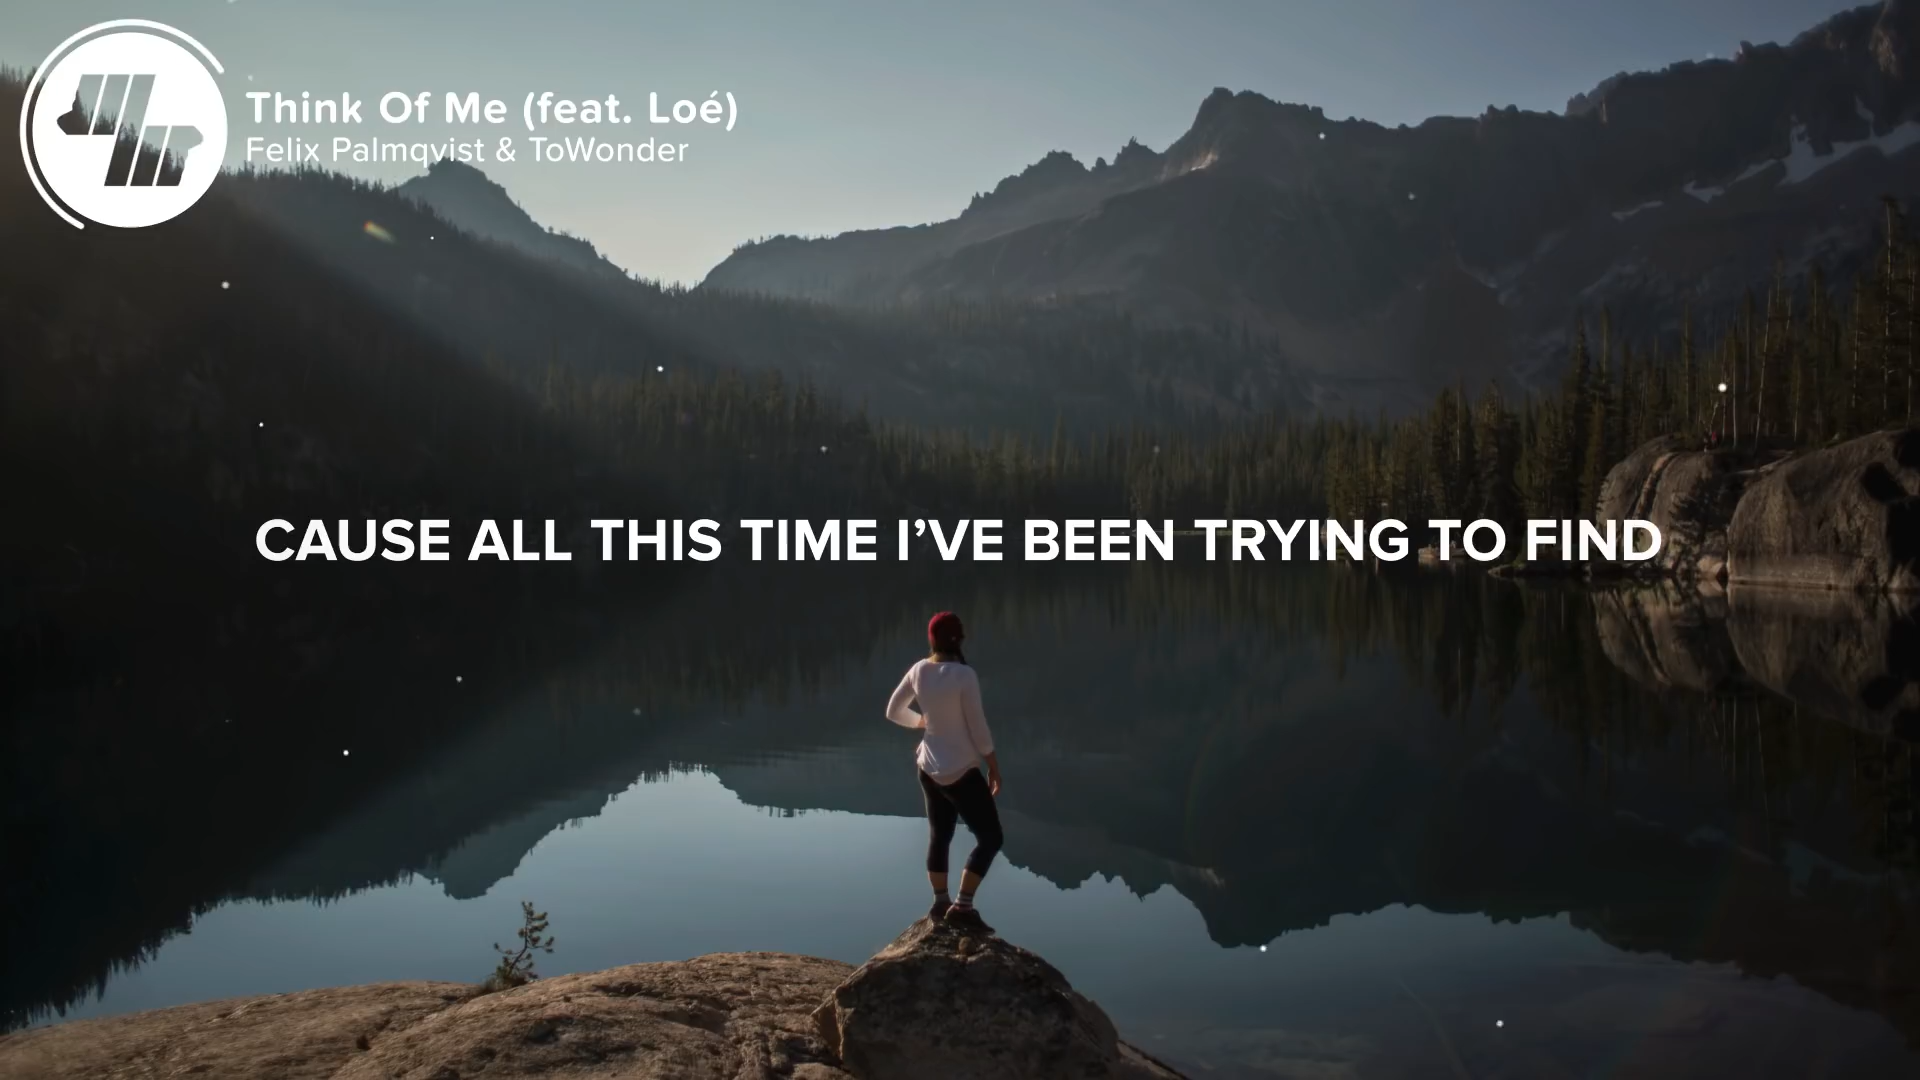 Think Of Me (feat. Loé)
Felix Palmqvist & ToWonder
CAUSE ALL THIS TIME I’VE BEEN TRYING TO FIND